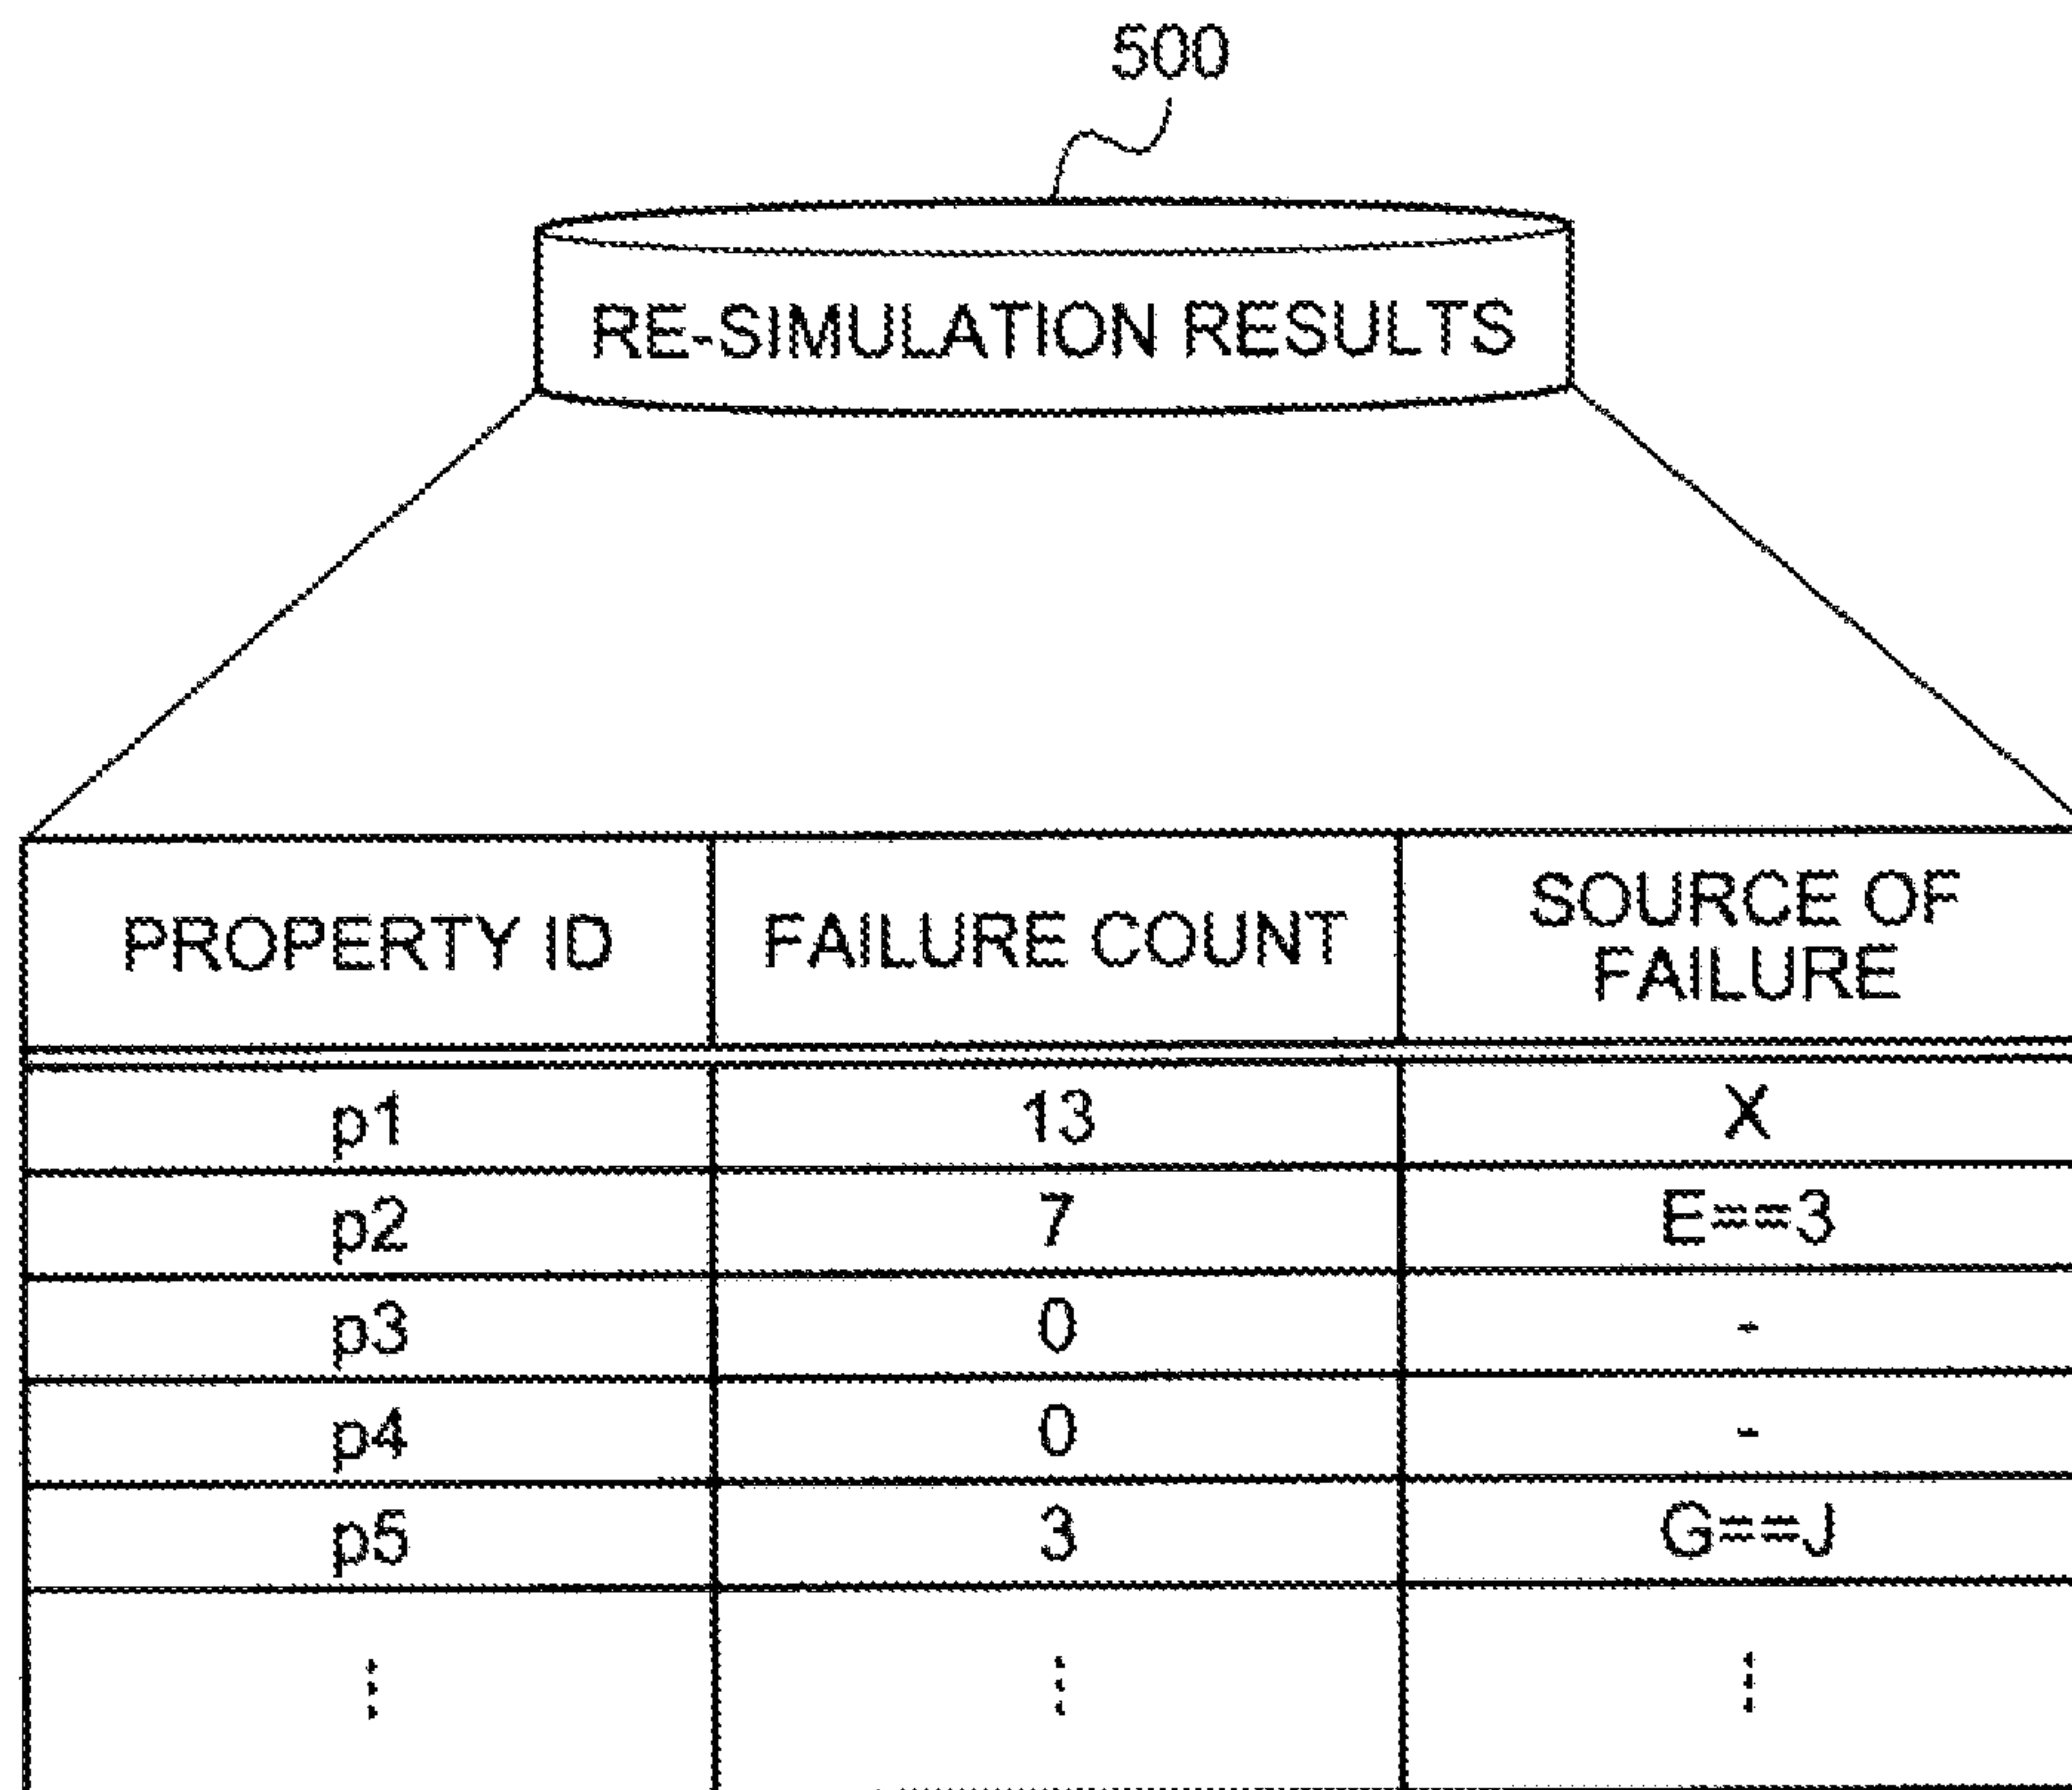 500
RE-SIMULATION RESULTS
PROPERTY ID FAILURE COUNT SOURCE OF
FAILURE
p1 13 X
p2 7 E==3
p3 0 -
p4 0 -
p5 3 G==J
⋮ ⋮ ⋮